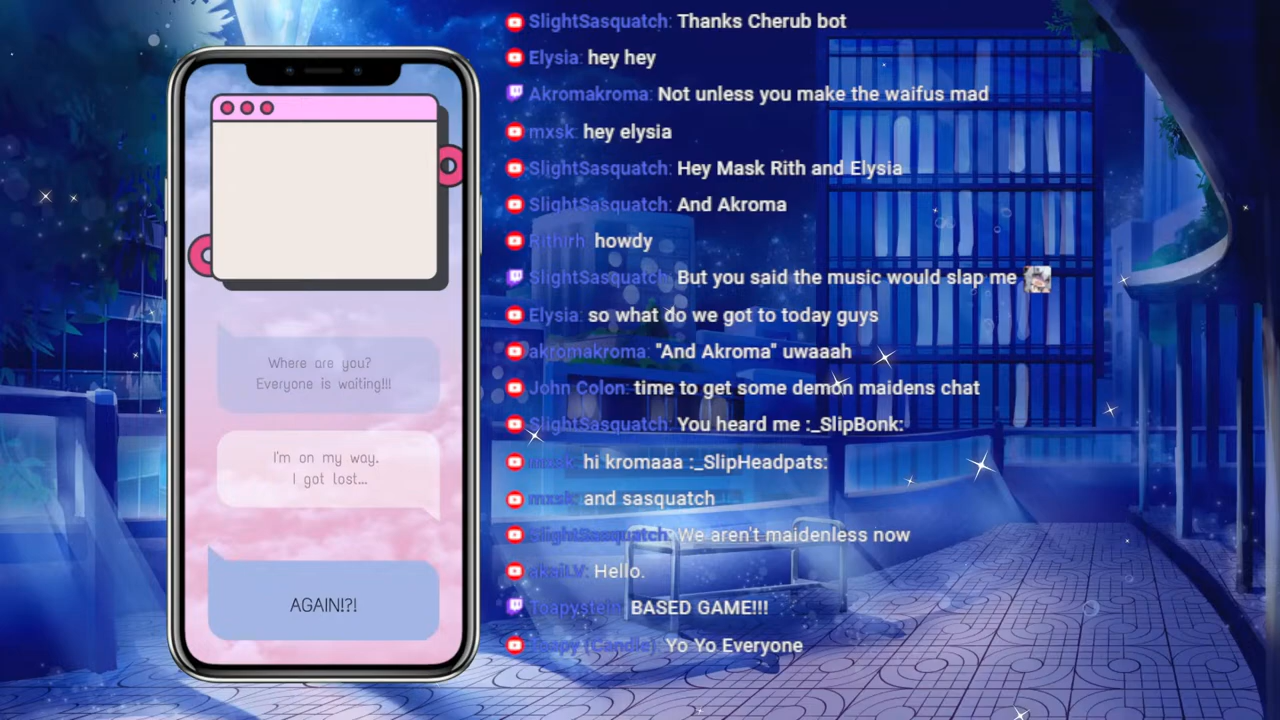 Where are you?
Everyone is waiting!!!
I'm on my way.
I got lost...
AGAIN!?!
SlightSasquatch: Thanks Cherub bot
Elysia: hey hey
Akromakroma: Not unless you make the waifus mad
mxsk: hey elysia
SlightSasquatch: Hey Mask Rith and Elysia
SlightSasquatch: And Akroma
Rithirh: howdy
SlightSasquatch: But you said the music would slap me
Elysia: so what do we got to today guys
akromakroma: "And Akroma" uwaaah
John Colon: time to get some demon maidens chat
SlightSasquatch: You heard me :_SlipBonk:
mxsk: hi kromaaa :_SlipHeadpats:
mxsk: and sasquatch
SlightSasquatch: We aren't maidenless now
akaiLV: Hello.
Toapystein: BASED GAME!!!
(Candle): Yo Yo Everyone